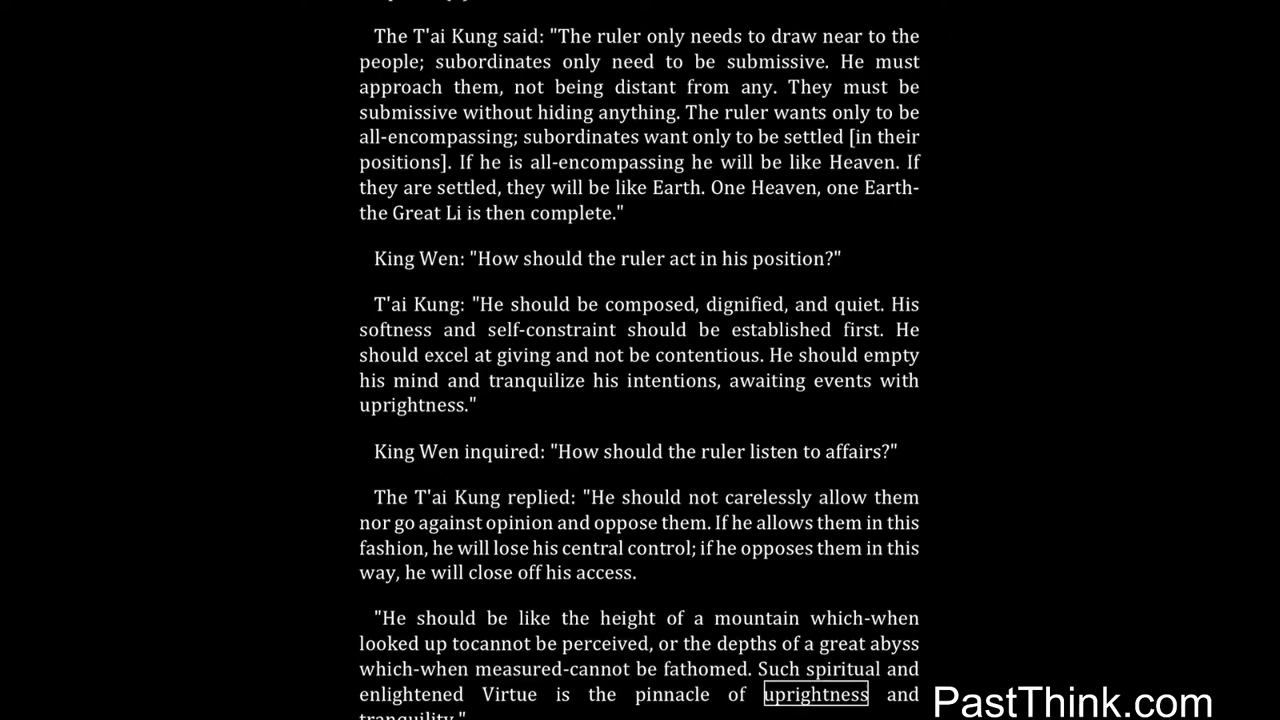 The T'ai Kung said: "The ruler only needs to draw near to the
people; subordinates only need to be submissive. He must
approach them, not being distant from any. They must be
submissive without hiding anything. The ruler wants only to be
all-encompassing; subordinates want only to be settled [in their
positions]. If he is all-encompassing he will be like Heaven. If
they are settled, they will be like Earth. One Heaven, one Earth-
the Great Li is then complete."
King Wen: "How should the ruler act in his position?"
T'ai Kung: "He should be composed, dignified, and quiet. His
softness and self-constraint should be established first. He
should excel at giving and not be contentious. He should empty
his mind and tranquilize his intentions, awaiting events with
uprightness."
King Wen inquired: "How should the ruler listen to affairs?"
The T'ai Kung replied: "He should not carelessly allow them
nor go against opinion and oppose them. If he allows them in this
fashion, he will lose his central control; if he opposes them in this
way, he will close off his access.
"He should be like the height of a mountain which-when
looked up tocannot be perceived, or the depths of a great abyss
which-when measured-cannot be fathomed. Such spiritual and
enlightened Virtue is the pinnacle of uprightness and
tranquility."
PastThink.com